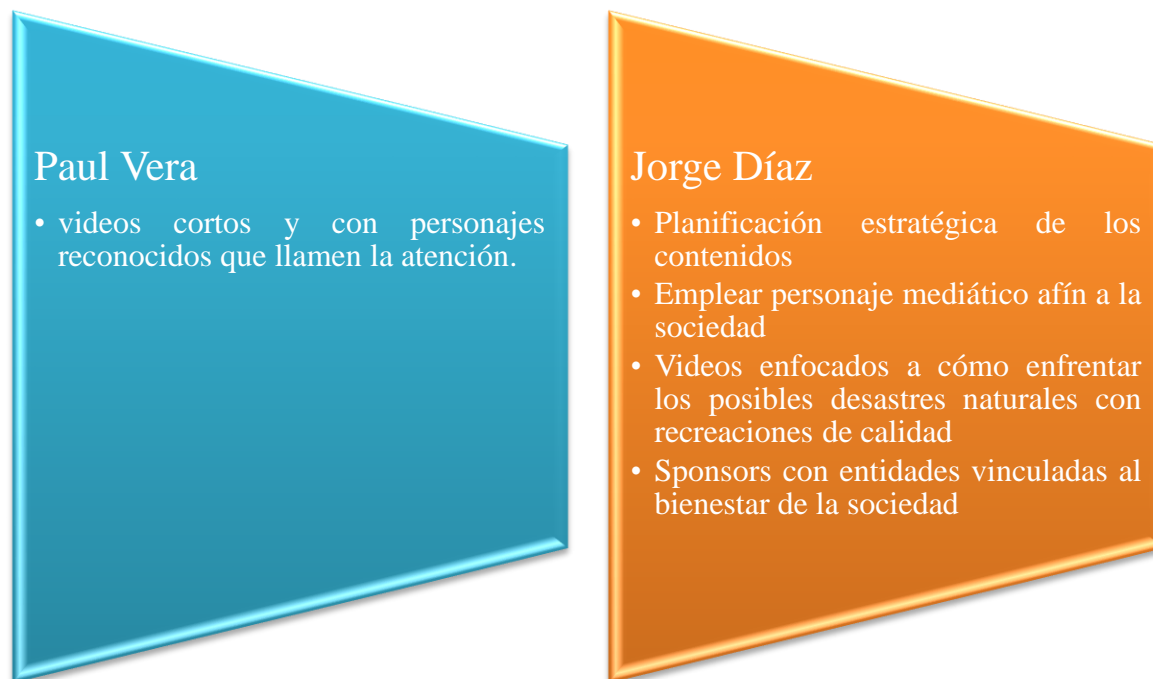 Paul Vera
• videos cortos y con personajes
reconocidos que llamen la atención.
Jorge Díaz
• Planificación estratégica de los
contenidos
• Emplear personaje mediático afín a la
sociedad
• Videos enfocados a cómo enfrentar
los posibles desastres naturales con
recreaciones de calidad
• Sponsors con entidades vinculadas al
bienestar de la sociedad